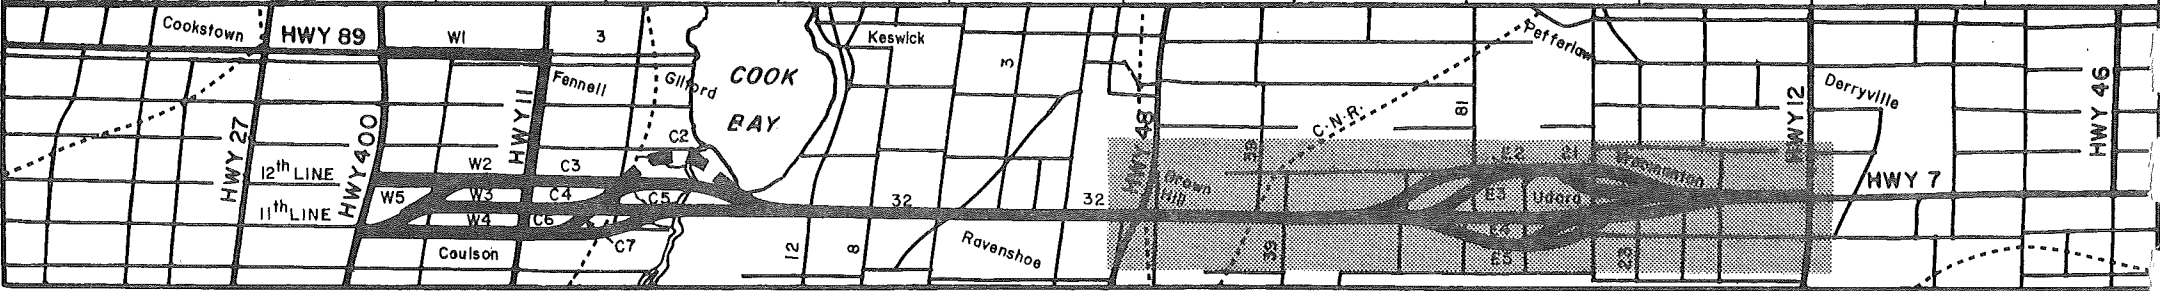 Cookstown
HWY 89
W1
3
Keswick
3
Pefferlaw
Fennell
Gilford
COOK
BAY
C.N.R.
81
HWY 12
Derryville
HWY 46
HWY 27
HWY 400
HWY 11
C2
HWY 48
39
E2
E1
12th LINE
W2
C3
HWY 7
W5
W3
C4
C5
32
32
Brown
Hill
E3
Udora
11th LINE
W4
C6
E4
C7
Coulson
12
8
Ravenshoe
39
E5
23